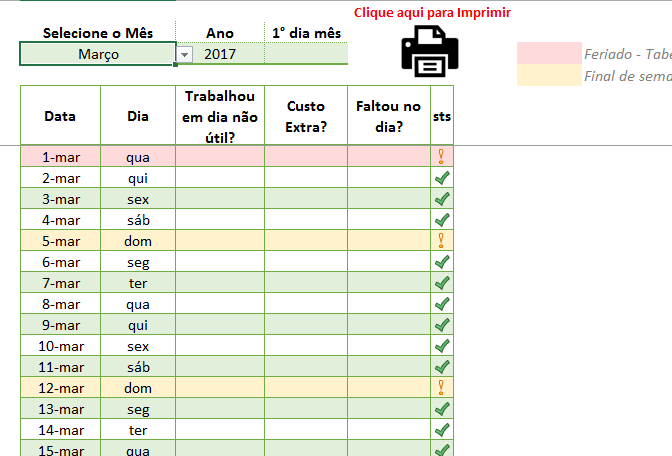 Clique aqui para Imprimir
Selecione o Mês Ano 1° dia mês
Março 2017
Feriado - Tabe
Final de sema
Data Dia Trabalhou em dia não útil? Custo Extra? Faltou no dia? sts
1-mar qua
2-mar qui
3-mar sex
4-mar sáb
5-mar dom
6-mar seg
7-mar ter
8-mar qua
9-mar qui
10-mar sex
11-mar sáb
12-mar dom
13-mar seg
14-mar ter
15-mar qua